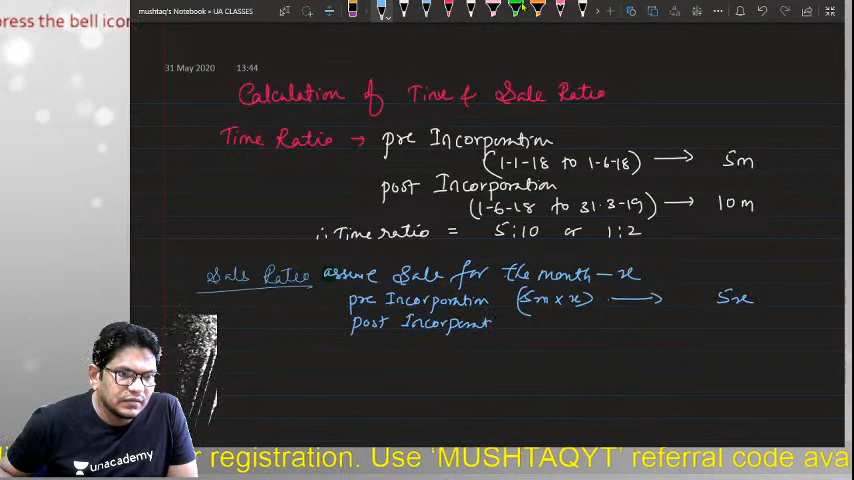 press the bell icon
mushtaq's Notebook » UA CLASSES
31 May 2020 13:44
Calculation of Time & Sale Ratio
Time Ratio → pre Incorporation
(1-1-18 to 1-6-18) → 5m
post Incorporation
(1-6-18 to 31.3-19) → 10m
∴ Time ratio = 5:10 or 1:2
Sals Ratio assume Sale for the month - x
pre Incorporation (5m × x) → 5x
post Incorporat
unacademy
r registration. Use 'MUSHTAQYT' referral code ava